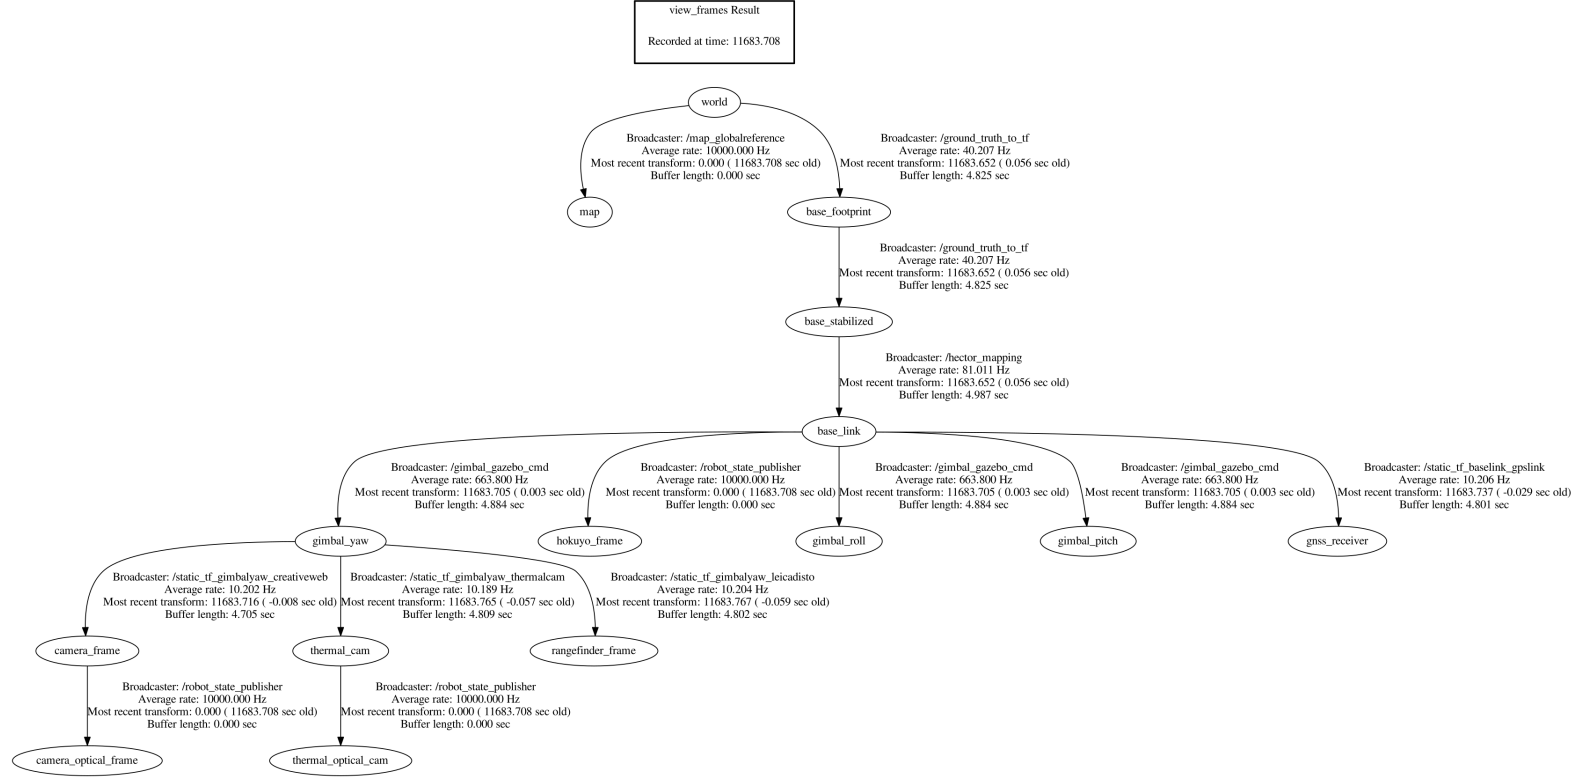 view_frames Result
Recorded at time: 11683.708
world
Broadcaster: /map_globalreference
Average rate: 10000.000 Hz
Most recent transform: 0.000 ( 11683.708 sec old)
Buffer length: 0.000 sec
Broadcaster: /ground_truth_to_tf
Average rate: 40.207 Hz
Most recent transform: 11683.652 ( 0.056 sec old)
Buffer length: 4.825 sec
map
base_footprint
Broadcaster: /ground_truth_to_tf
Average rate: 40.207 Hz
Most recent transform: 11683.652 ( 0.056 sec old)
Buffer length: 4.825 sec
base_stabilized
Broadcaster: /hector_mapping
Average rate: 81.011 Hz
Most recent transform: 11683.652 ( 0.056 sec old)
Buffer length: 4.987 sec
base_link
Broadcaster: /gimbal_gazebo_cmd
Average rate: 663.800 Hz
Most recent transform: 11683.705 ( 0.003 sec old)
Buffer length: 4.884 sec
Broadcaster: /robot_state_publisher
Average rate: 10000.000 Hz
Most recent transform: 0.000 ( 11683.708 sec old)
Buffer length: 0.000 sec
Broadcaster: /gimbal_gazebo_cmd
Average rate: 663.800 Hz
Most recent transform: 11683.705 ( 0.003 sec old)
Buffer length: 4.884 sec
Broadcaster: /gimbal_gazebo_cmd
Average rate: 663.800 Hz
Most recent transform: 11683.705 ( 0.003 sec old)
Buffer length: 4.884 sec
Broadcaster: /static_tf_baselink_gpslink
Average rate: 10.206 Hz
Most recent transform: 11683.737 ( -0.029 sec old)
Buffer length: 4.801 sec
gimbal_yaw
hokuyo_frame
gimbal_roll
gimbal_pitch
gnss_receiver
Broadcaster: /static_tf_gimbalyaw_creativeweb
Average rate: 10.202 Hz
Most recent transform: 11683.716 ( -0.008 sec old)
Buffer length: 4.705 sec
Broadcaster: /static_tf_gimbalyaw_thermalcam
Average rate: 10.189 Hz
Most recent transform: 11683.765 ( -0.057 sec old)
Buffer length: 4.809 sec
Broadcaster: /static_tf_gimbalyaw_leicadisto
Average rate: 10.204 Hz
Most recent transform: 11683.767 ( -0.059 sec old)
Buffer length: 4.802 sec
camera_frame
thermal_cam
rangefinder_frame
Broadcaster: /robot_state_publisher
Average rate: 10000.000 Hz
Most recent transform: 0.000 ( 11683.708 sec old)
Buffer length: 0.000 sec
Broadcaster: /robot_state_publisher
Average rate: 10000.000 Hz
Most recent transform: 0.000 ( 11683.708 sec old)
Buffer length: 0.000 sec
camera_optical_frame
thermal_optical_cam